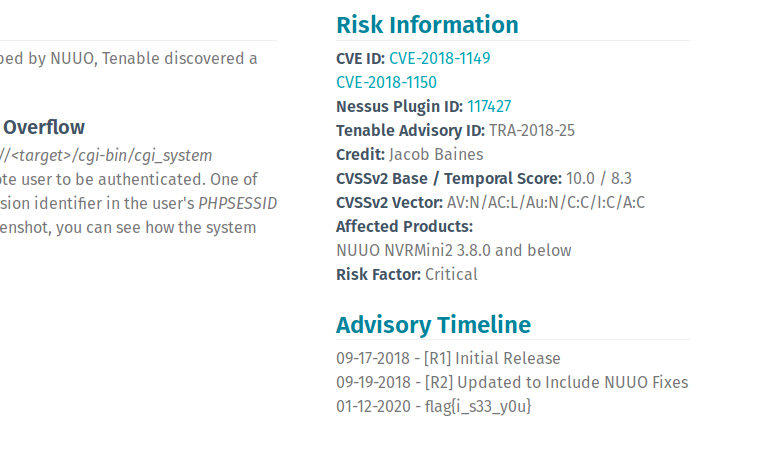 ped by NUUO, Tenable discovered a
Overflow
//<target>/cgi-bin/cgi_system
ote user to be authenticated. One of
sion identifier in the user's PHPSESSID
enshot, you can see how the system
Risk Information
CVE ID: CVE-2018-1149
CVE-2018-1150
Nessus Plugin ID: 117427
Tenable Advisory ID: TRA-2018-25
Credit: Jacob Baines
CVSSv2 Base / Temporal Score: 10.0 / 8.3
CVSSv2 Vector: AV:N/AC:L/Au:N/C:C/I:C/A:C
Affected Products:
NUUO NVRMini2 3.8.0 and below
Risk Factor: Critical
Advisory Timeline
09-17-2018 - [R1] Initial Release
09-19-2018 - [R2] Updated to Include NUUO Fixes
01-12-2020 - flag{i_s33_y0u}